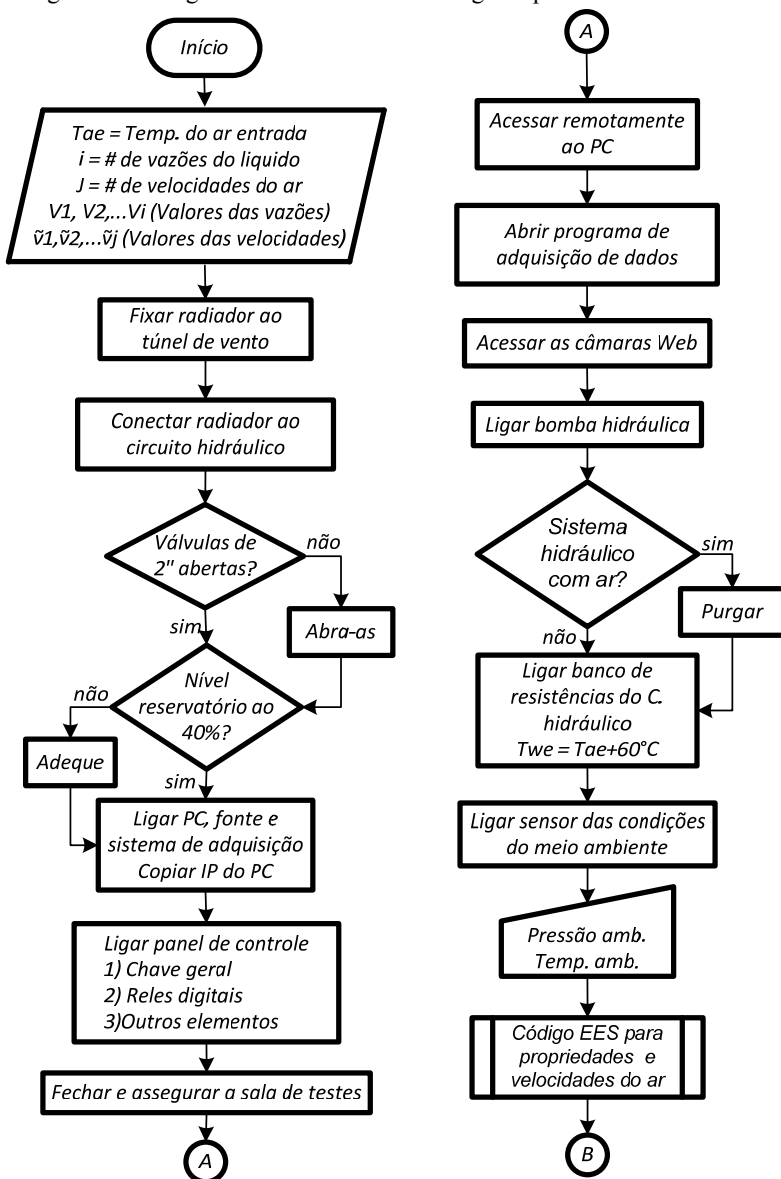 Início
Tae = Temp. do ar entrada
i = # de vazões do liquido
J = # de velocidades do ar
V1, V2,...Vi (Valores das vazões)
ṽ1,ṽ2,...ṽj (Valores das velocidades)
Fixar radiador ao
túnel de vento
Conectar radiador ao
circuito hidráulico
Válvulas de
2" abertas?
não
Abra-as
sim
Nível
reservatório ao
40%?
não
Adeque
sim
Ligar PC, fonte e
sistema de adquisição
Copiar IP do PC
Ligar panel de controle
1) Chave geral
2) Reles digitais
3)Outros elementos
Fechar e assegurar a sala de testes
A
A
Acessar remotamente
ao PC
Abrir programa de
adquisição de dados
Acessar as câmaras Web
Ligar bomba hidráulica
Sistema
hidráulico
com ar?
sim
Purgar
não
Ligar banco de
resistências do C.
hidráulico
Twe = Tae+60°C
Ligar sensor das condições
do meio ambiente
Pressão amb.
Temp. amb.
Código EES para
propriedades e
velocidades do ar
B